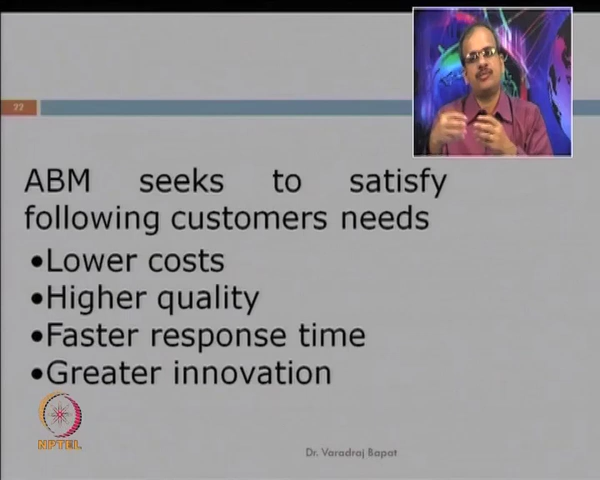 22
ABM seeks to satisfy
following customers needs
•Lower costs
•Higher quality
•Faster response time
•Greater innovation
NPTEL
Dr. Varadraj Bapat